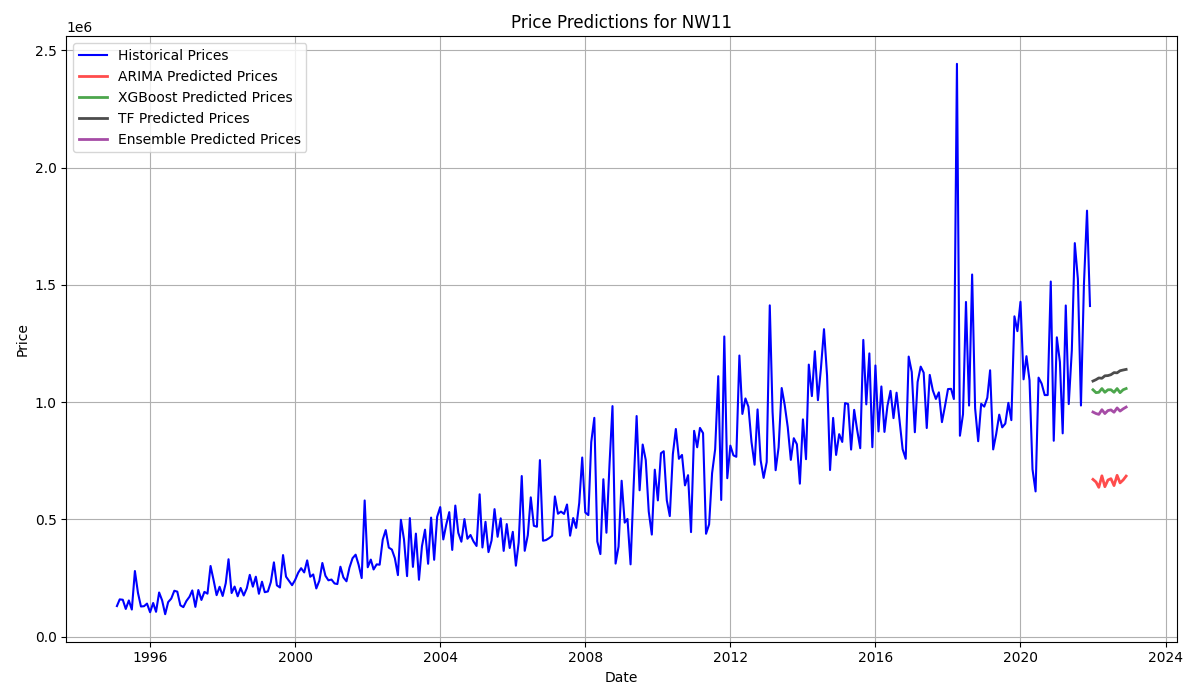 Price Predictions for NW11
1e6
Historical Prices
ARIMA Predicted Prices
XGBoost Predicted Prices
TF Predicted Prices
Ensemble Predicted Prices
2.5
2.0
1.5
1.0
0.5
0.0
Price
1996 2000 2004 2008 2012 2016 2020 2024
Date